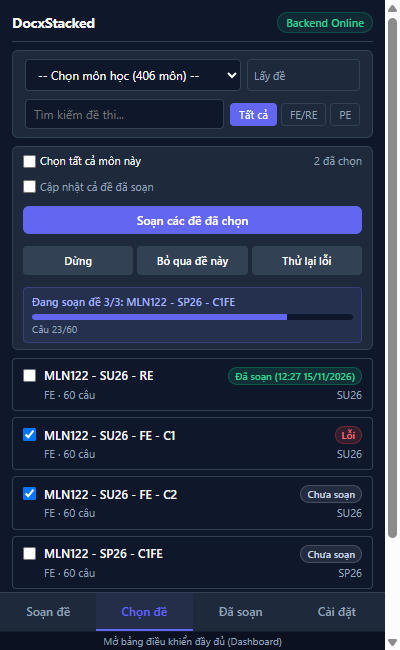 DocxStacked
Backend Online
-- Chọn môn học (406 môn) --
Lấy đề
Tìm kiếm đề thi...
Tất cả
FE/RE
PE
Chọn tất cả môn này
2 đã chọn
Cập nhật cả đề đã soạn
Soạn các đề đã chọn
Dừng
Bỏ qua đề này
Thử lại lỗi
Đang soạn đề 3/3: MLN122 - SP26 - C1FE
Câu 23/60
MLN122 - SU26 - RE
Đã soạn (12:27 15/11/2026)
FE · 60 câu
SU26
MLN122 - SU26 - FE - C1
Lỗi
FE · 60 câu
SU26
MLN122 - SU26 - FE - C2
Chưa soạn
FE · 60 câu
SU26
MLN122 - SP26 - C1FE
Chưa soạn
FE · 60 câu
SP26
Soạn đề
Chọn đề
Đã soạn
Cài đặt
Mở bảng điều khiển đầy đủ (Dashboard)